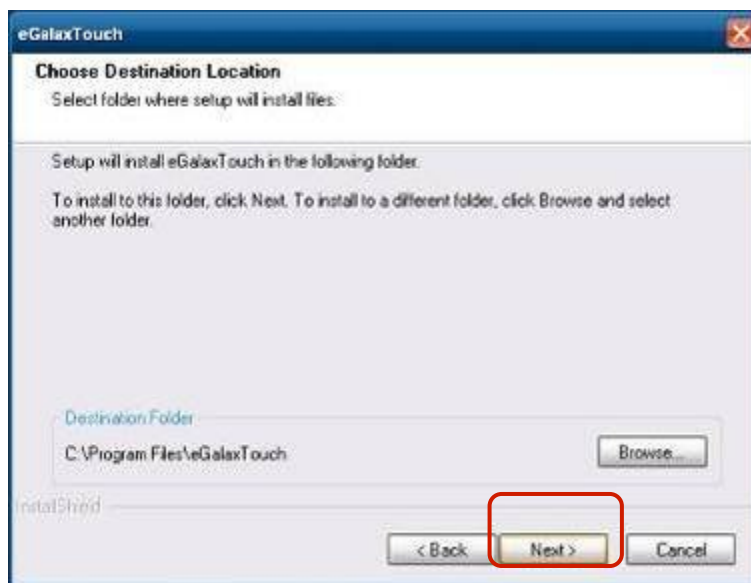 eGalaxTouch
Choose Destination Location
Select folder where setup will install files.
Setup will install eGalaxTouch in the following folder.
To install to this folder, click Next. To install to a different folder, click Browse and select
another folder.
Destination Folder
C:\Program Files\eGalaxTouch
Browse...
InstallShield
< Back
Next >
Cancel